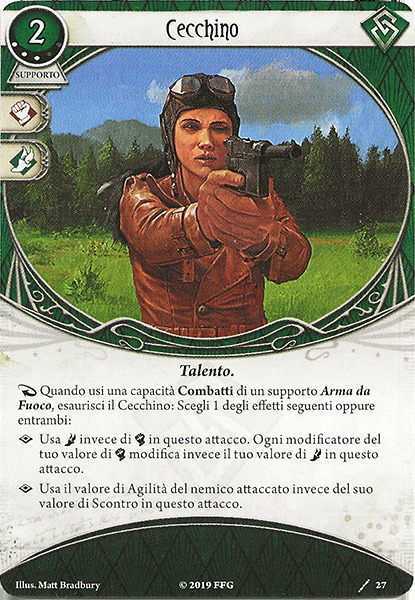 Cecchino
2
SUPPORTO
Talento.
Quando usi una capacità Combatti di un supporto Arma da
Fuoco, esaurisci il Cecchino: Scegli 1 degli effetti seguenti oppure
entrambi:
Usa invece di in questo attacco. Ogni modificatore del
tuo valore di modifica invece il tuo valore di in questo
attacco.
Usa il valore di Agilità del nemico attaccato invece del suo
valore di Scontro in questo attacco.
Illus. Matt Bradbury © 2019 FFG 27